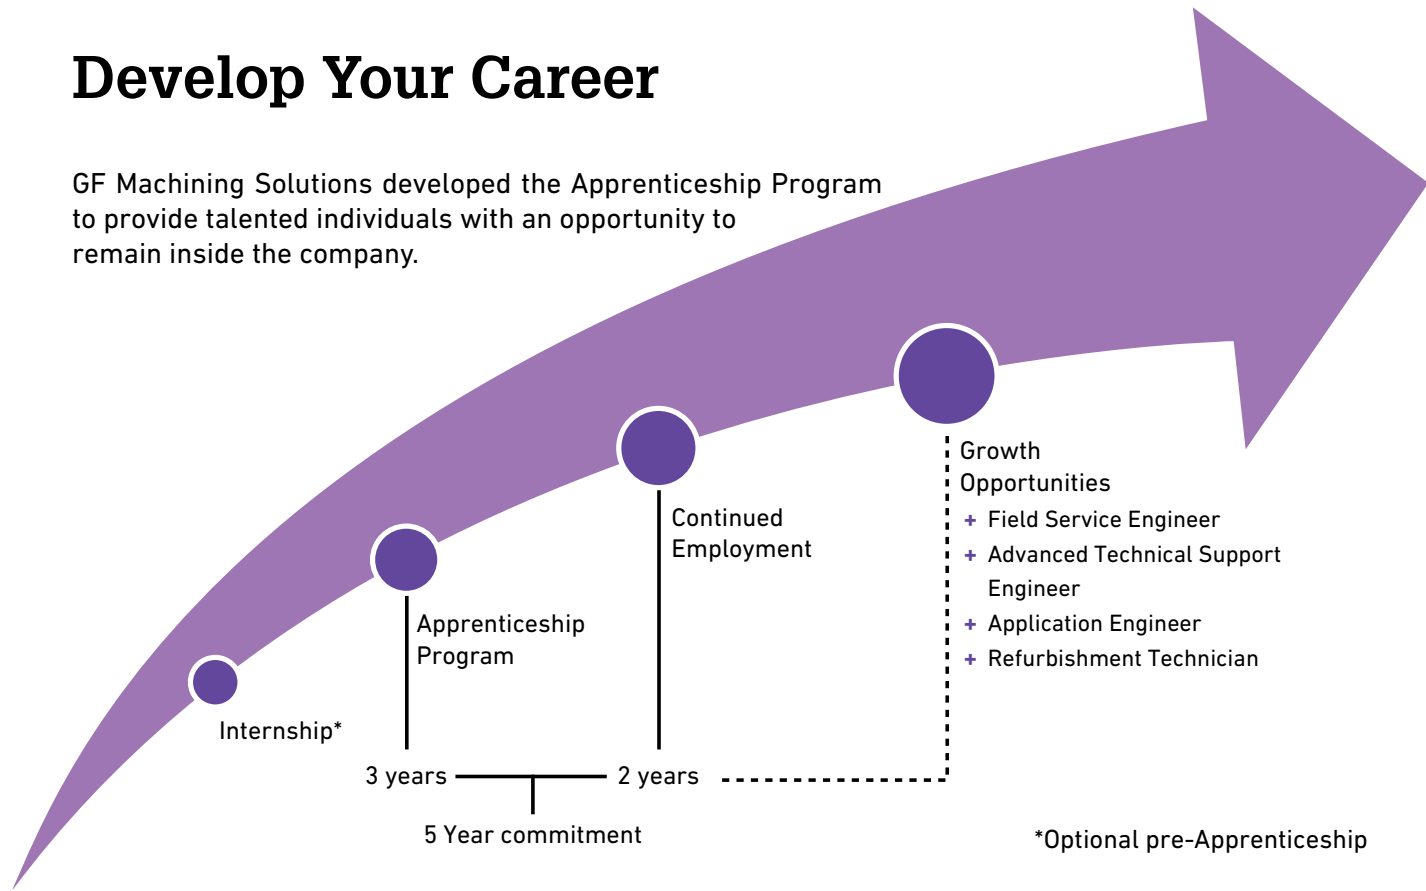 Develop Your Career
GF Machining Solutions developed the Apprenticeship Program
to provide talented individuals with an opportunity to
remain inside the company.
Internship*
Apprenticeship
Program
Continued
Employment
Growth
Opportunities
+ Field Service Engineer
+ Advanced Technical Support
Engineer
+ Application Engineer
+ Refurbishment Technician
3 years
2 years
5 Year commitment
*Optional pre-Apprenticeship